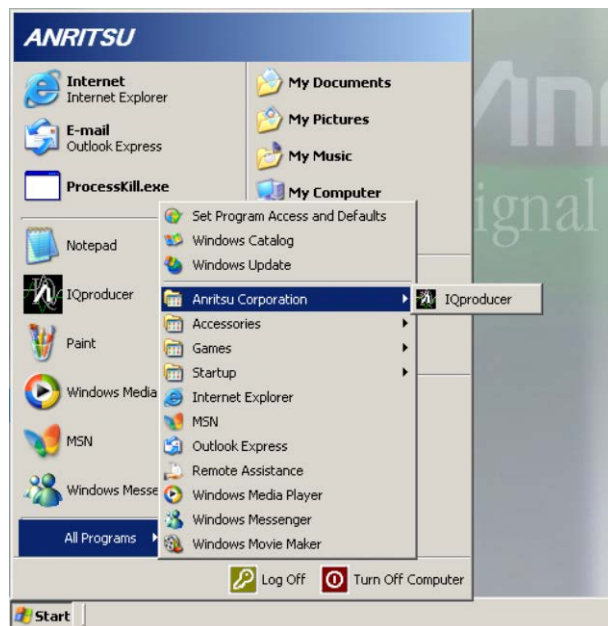 ANRITSU
Internet
Internet Explorer
E-mail
Outlook Express
ProcessKill.exe
Notepad
IQproducer
Paint
Windows Media
MSN
Windows Messe
All Programs
My Documents
My Pictures
My Music
My Computer
Set Program Access and Defaults
Windows Catalog
Windows Update
Anritsu Corporation
Accessories
Games
Startup
Internet Explorer
MSN
Outlook Express
Remote Assistance
Windows Media Player
Windows Messenger
Windows Movie Maker
IQproducer
Log Off
Turn Off Computer
Start
ignal